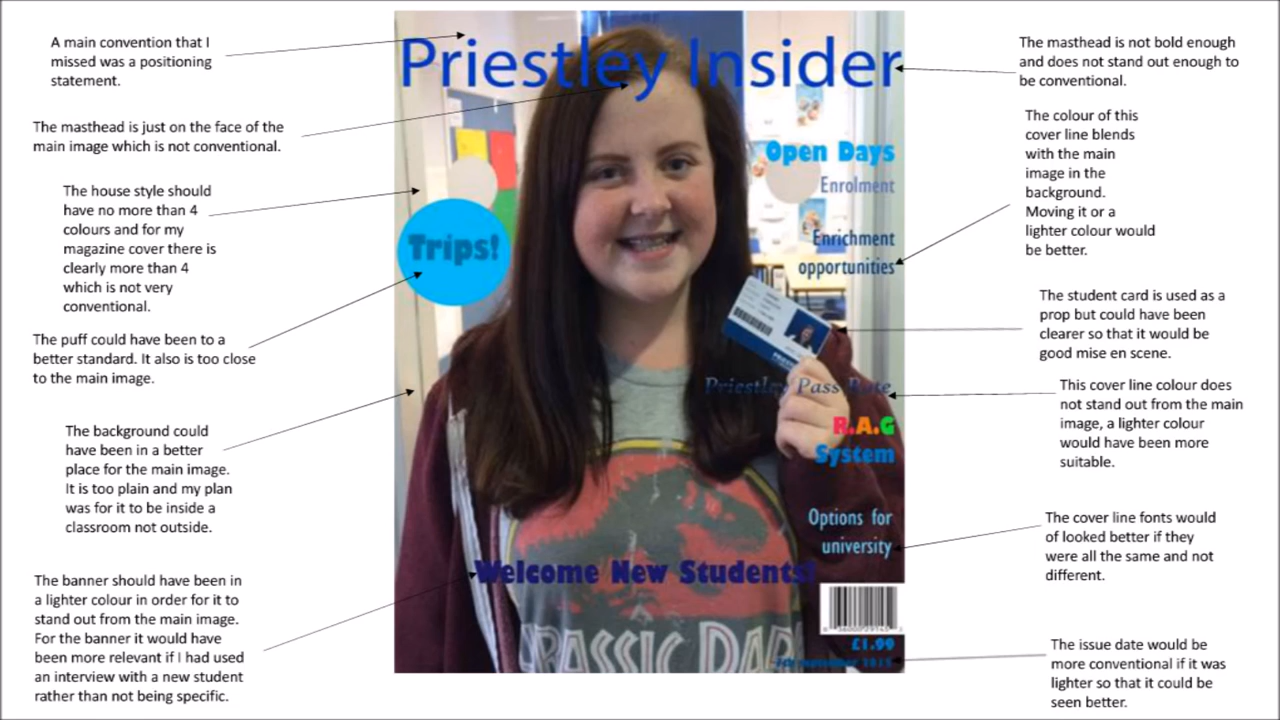 A main convention that I
missed was a positioning
statement.
The masthead is just on the face of the
main image which is not conventional.
The house style should
have no more than 4
colours and for my
magazine cover there is
clearly more than 4
which is not very
conventional.
The puff could have been to a
better standard. It also is too close
to the main image.
The background could
have been in a better
place for the main image.
It is too plain and my plan
was for it to be inside a
classroom not outside.
The banner should have been in
a lighter colour in order for it to
stand out from the main image.
For the banner it would have
been more relevant if I had used
an interview with a new student
rather than not being specific.
Priestley Insider
Open Days
Enrolment
Trips!
Enrichment
opportunities
Priestley Pass Rate
R.A.G
System
Options for
university
Welcome New Students!
JURASSIC PARK
£1.99
September 2015
The masthead is not bold enough
and does not stand out enough to
be conventional.
The colour of this
cover line blends
with the main
image in the
background.
Moving it or a
lighter colour would
be better.
The student card is used as a
prop but could have been
clearer so that it would be
good mise en scene.
This cover line colour does
not stand out from the main
image, a lighter colour
would have been more
suitable.
The cover line fonts would
of looked better if they
were all the same and not
different.
The issue date would be
more conventional if it was
lighter so that it could be
seen better.